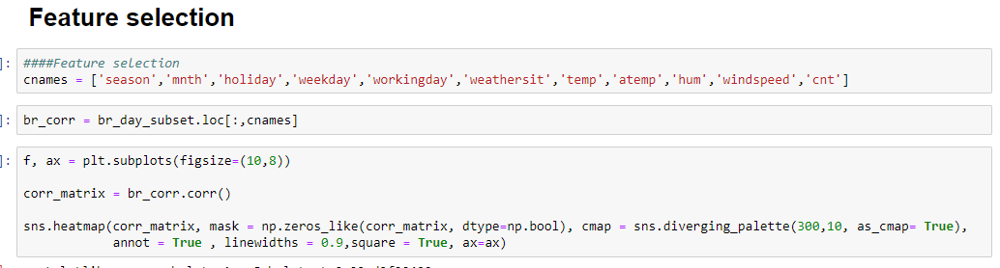 Feature selection
]: ####Feature selection
cnames = ['season','mnth','holiday','weekday','workingday','weathersit','temp','atemp','hum','windspeed','cnt']
]: br_corr = br_day_subset.loc[:,cnames]
]: f, ax = plt.subplots(figsize=(10,8))
corr_matrix = br_corr.corr()
sns.heatmap(corr_matrix, mask = np.zeros_like(corr_matrix, dtype=np.bool), cmap = sns.diverging_palette(300,10, as_cmap= True),
annot = True , linewidths = 0.9,square = True, ax=ax)